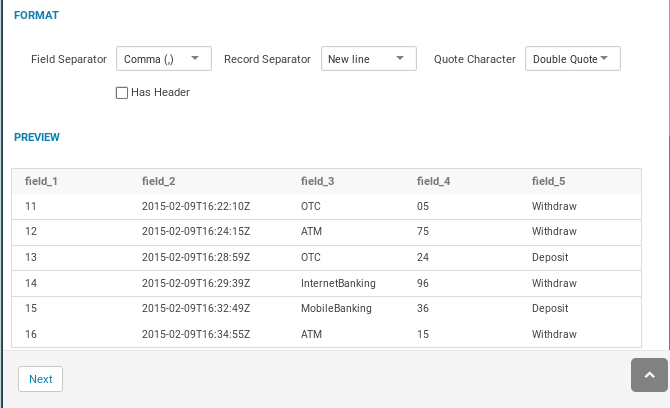 FORMAT
Field Separator Comma (,) Record Separator New line Quote Character Double Quote
Has Header
PREVIEW
field_1 field_2 field_3 field_4 field_5
11 2015-02-09T16:22:10Z OTC 05 Withdraw
12 2015-02-09T16:24:15Z ATM 75 Withdraw
13 2015-02-09T16:28:59Z OTC 24 Deposit
14 2015-02-09T16:29:39Z InternetBanking 96 Withdraw
15 2015-02-09T16:32:49Z MobileBanking 36 Deposit
16 2015-02-09T16:34:55Z ATM 15 Withdraw
Next